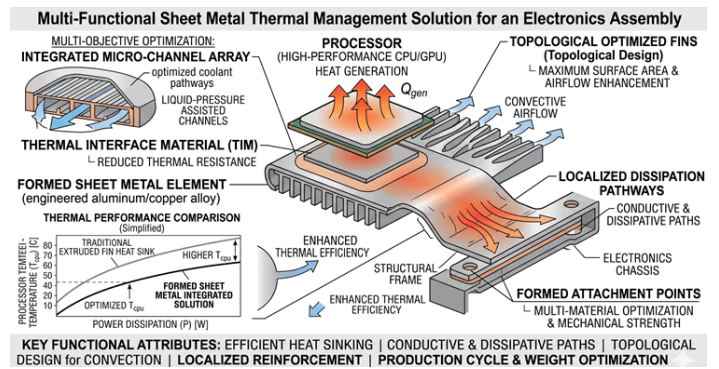 Multi-Functional Sheet Metal Thermal Management Solution for an Electronics Assembly
MULTI-OBJECTIVE OPTIMIZATION:
INTEGRATED MICRO-CHANNEL ARRAY
optimized coolant
pathways
LIQUID-PRESSURE
ASSISTED
CHANNELS
THERMAL INTERFACE MATERIAL (TIM)
REDUCED THERMAL RESISTANCE
FORMED SHEET METAL ELEMENT
(engineered aluminum/copper alloy)
PROCESSOR
(HIGH-PERFORMANCE CPU/GPU)
HEAT GENERATION
Qgen
TOPOLOGICAL OPTIMIZED FINS
(Topological Design)
MAXIMUM SURFACE AREA &
AIRFLOW ENHANCEMENT
CONVECTIVE
AIRFLOW
LOCALIZED DISSIPATION
PATHWAYS
CONDUCTIVE &
DISSIPATIVE PATHS
ELECTRONICS
CHASSIS
FORMED ATTACHMENT POINTS
MULTI-MATERIAL OPTIMIZATION
& MECHANICAL STRENGTH
STRUCTURAL
FRAME
ENHANCED
THERMAL EFFICIENCY
ENHANCED THERMAL
EFFICIENCY
THERMAL PERFORMANCE COMPARISON
(Simplified)
PROCESSOR TEMTEEI-
TEMPERATURE (Tcpu) [C]
80
70
60
50
40
30
20
10
TRADITIONAL
EXTRUDED FIN HEAT SINK
HIGHER Tcpu
OPTIMIZED Tcpu
FORMED SHEET
METAL INTEGRATED
SOLUTION
POWER DISSIPATION (P) [W]
KEY FUNCTIONAL ATTRIBUTES: EFFICIENT HEAT SINKING | CONDUCTIVE & DISSIPATIVE PATHS | TOPOLOGICAL
DESIGN for CONVECTION | LOCALIZED REINFORCEMENT | PRODUCTION CYCLE & WEIGHT OPTIMIZATION